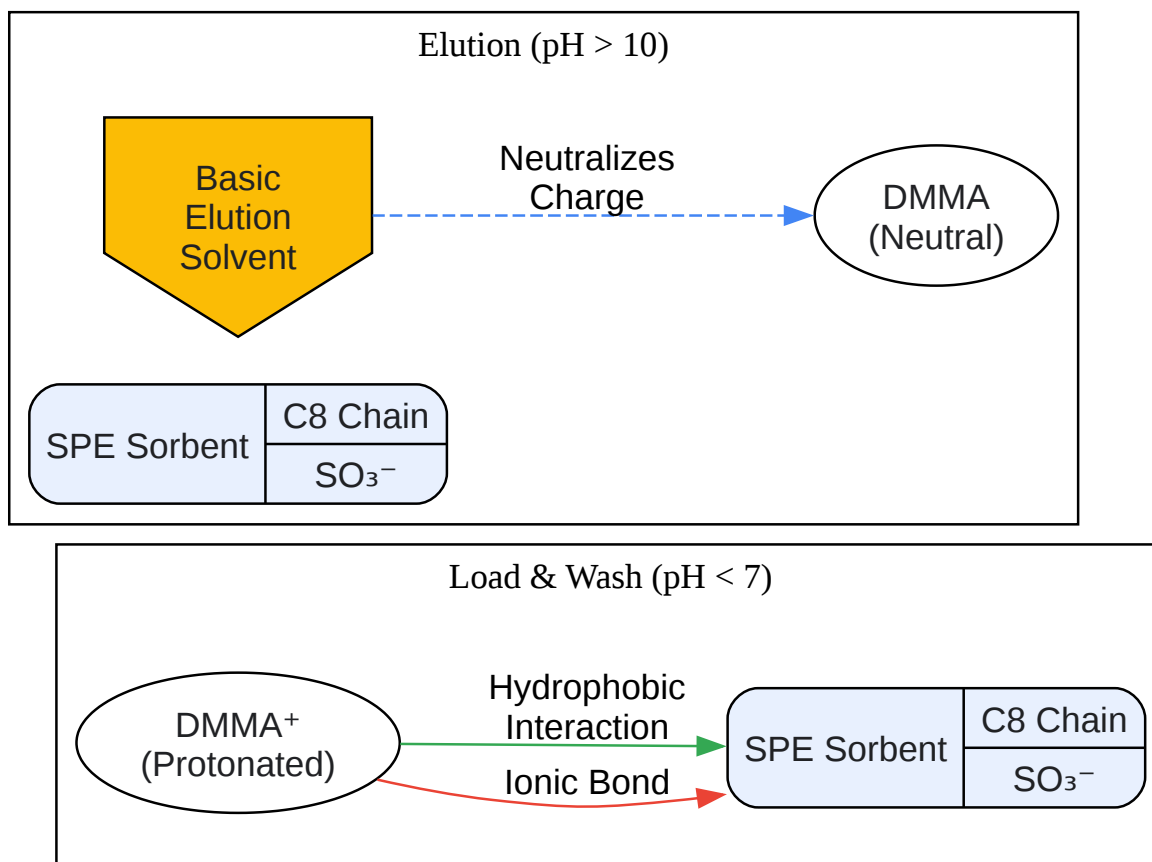 Elution (pH > 10)
Basic
Elution
Solvent
Neutralizes
Charge
DMMA
(Neutral)
SPE Sorbent
C8 Chain
SO₃⁻
Load & Wash (pH < 7)
DMMA⁺
(Protonated)
Hydrophobic
Interaction
Ionic Bond
SPE Sorbent
C8 Chain
SO₃⁻